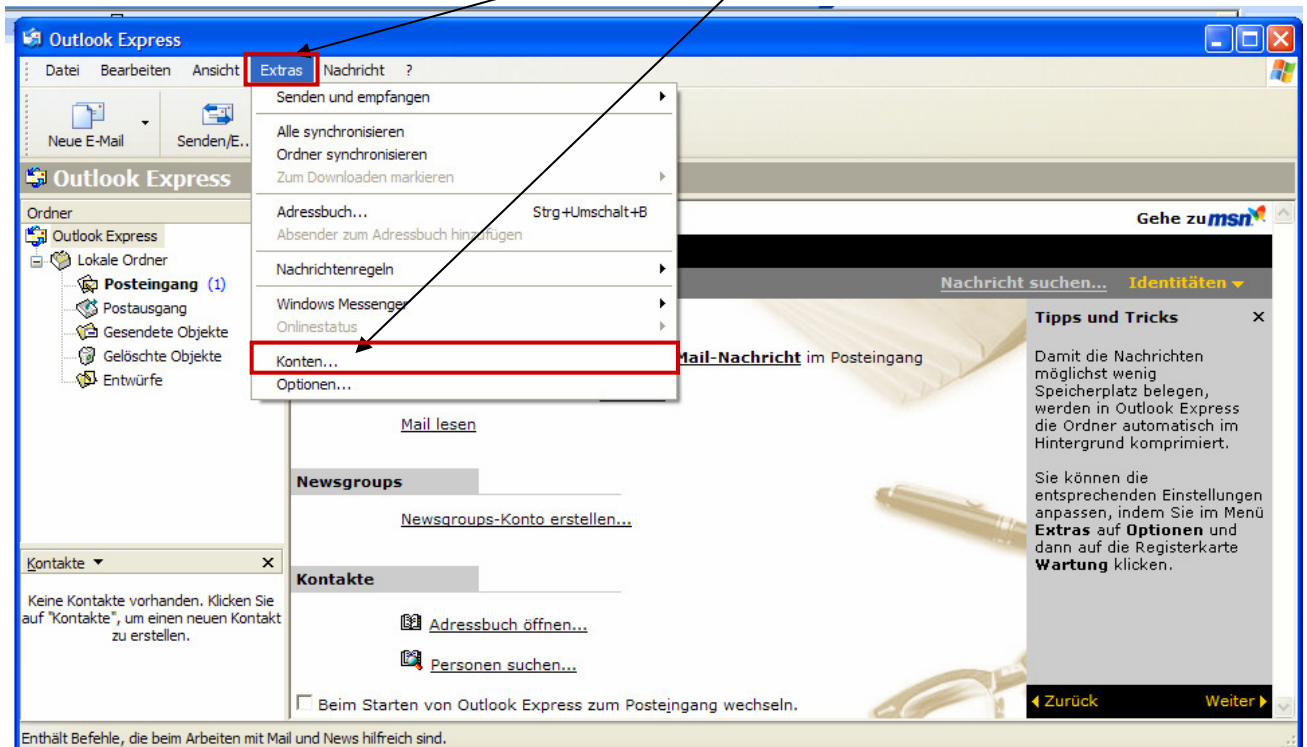 Outlook Express
Datei Bearbeiten Ansicht Extras Nachricht ?
Neue E-Mail Senden/E..
Outlook Express
Senden und empfangen
Alle synchronisieren
Ordner synchronisieren
Zum Downloaden markieren
Adressbuch... Strg+Umschalt+B
Absender zum Adressbuch hinzufügen
Nachrichtenregeln
Windows Messenger
Onlinestatus
Konten...
Optionen...
Ordner
Outlook Express
Lokale Ordner
Posteingang (1)
Postausgang
Gesendete Objekte
Gelöschte Objekte
Entwürfe
Kontakte
Keine Kontakte vorhanden. Klicken Sie
auf "Kontakte", um einen neuen Kontakt
zu erstellen.
Gehe zu msn
Nachricht suchen... Identitäten
Mail-Nachricht im Posteingang
Mail lesen
Newsgroups
Newsgroups-Konto erstellen...
Kontakte
Adressbuch öffnen...
Personen suchen...
Beim Starten von Outlook Express zum Posteingang wechseln.
Tipps und Tricks X
Damit die Nachrichten
möglichst wenig
Speicherplatz belegen,
werden in Outlook Express
die Ordner automatisch im
Hintergrund komprimiert.
Sie können die
entsprechenden Einstellungen
anpassen, indem Sie im Menü
Extras auf Optionen und
dann auf die Registerkarte
Wartung klicken.
Zurück Weiter
Enthält Befehle, die beim Arbeiten mit Mail und News hilfreich sind.